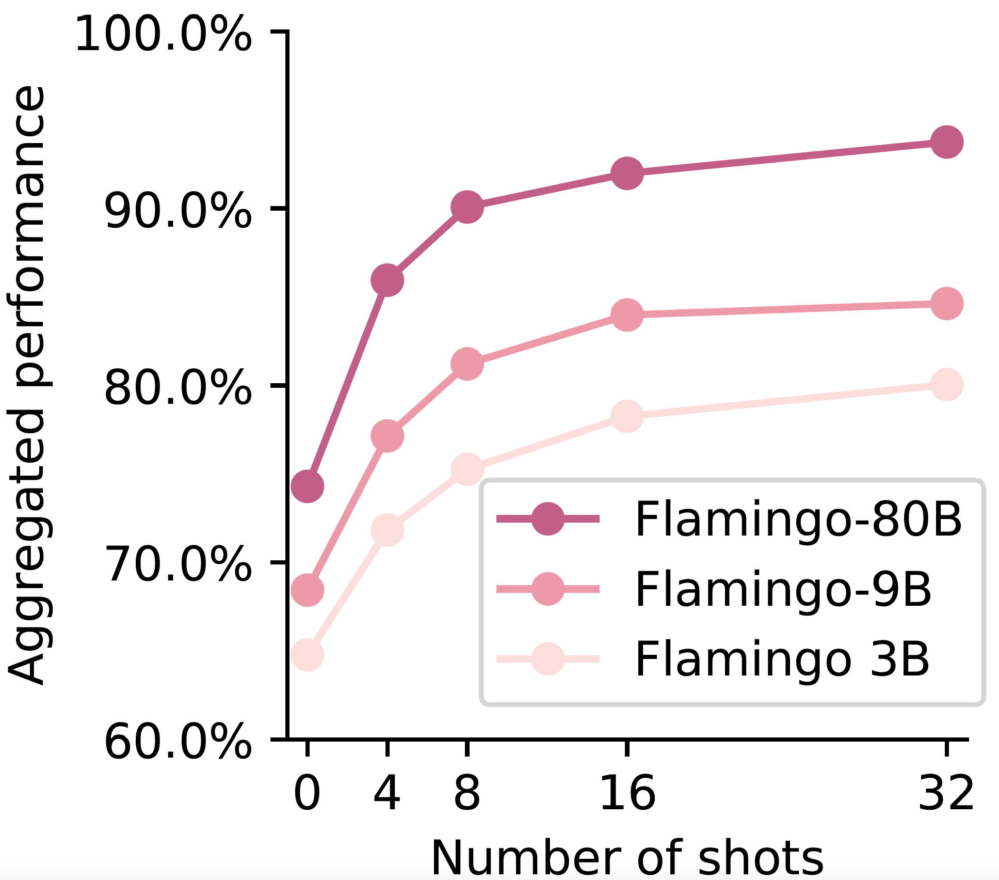 100.0%
90.0%
80.0%
70.0%
60.0%
Aggregated performance
Flamingo-80B
Flamingo-9B
Flamingo 3B
0 4 8 16 32
Number of shots